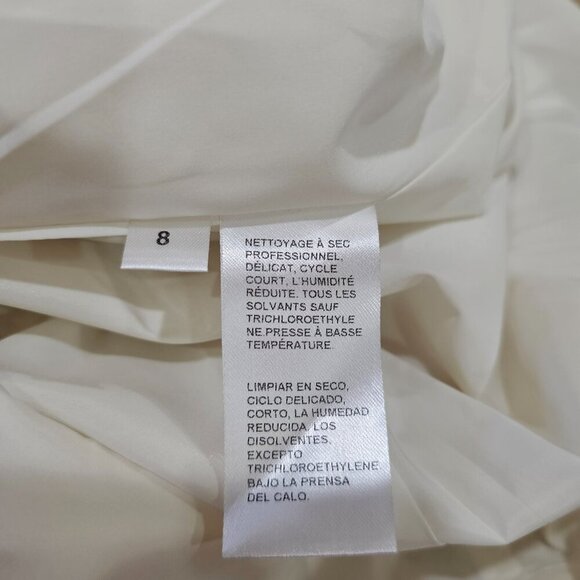 8
NETTOYAGE À SEC
PROFESSIONNEL,
DÉLICAT, CYCLE
COURT, L'HUMIDITÉ
RÉDUITE. TOUS LES
SOLVANTS SAUF
TRICHLOROETHYLE
NE.PRESSE À BASSE
TEMPÉRATURE.
LIMPIAR EN SECO,
CICLO DELICADO,
CORTO, LA HUMEDAD
REDUCIDA, LOS
DISOLVENTES,
EXCEPTO
TRICHLOROETHYLENE
BAJO LA PRENSA
DEL CALO.